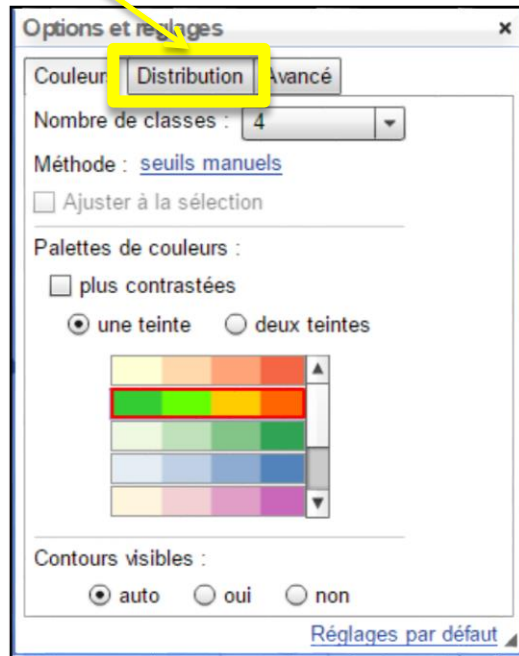 Options et réglages
Couleurs Distribution Avancé
Nombre de classes : 4
Méthode : seuils manuels
Ajuster à la sélection
Palettes de couleurs :
plus contrastées
une teinte deux teintes
Contours visibles :
auto oui non
Réglages par défaut